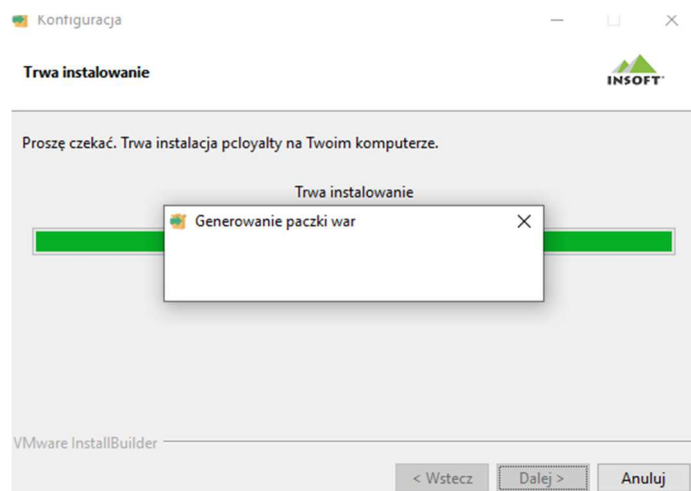 Konfiguracja
Trwa instalowanie
INSOFT
Proszę czekać. Trwa instalacja pcloyalty na Twoim komputerze.
Trwa instalowanie
Generowanie paczki war
VMware InstallBuilder
< Wstecz
Dalej >
Anuluj